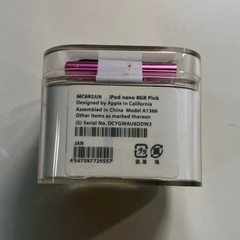 MC692J/A iPod nano 8GB Pink
Designed by Apple in California
Assembled in China Model A1366
Other items as marked thereon
(S) Serial No.
JAN
4547597729557